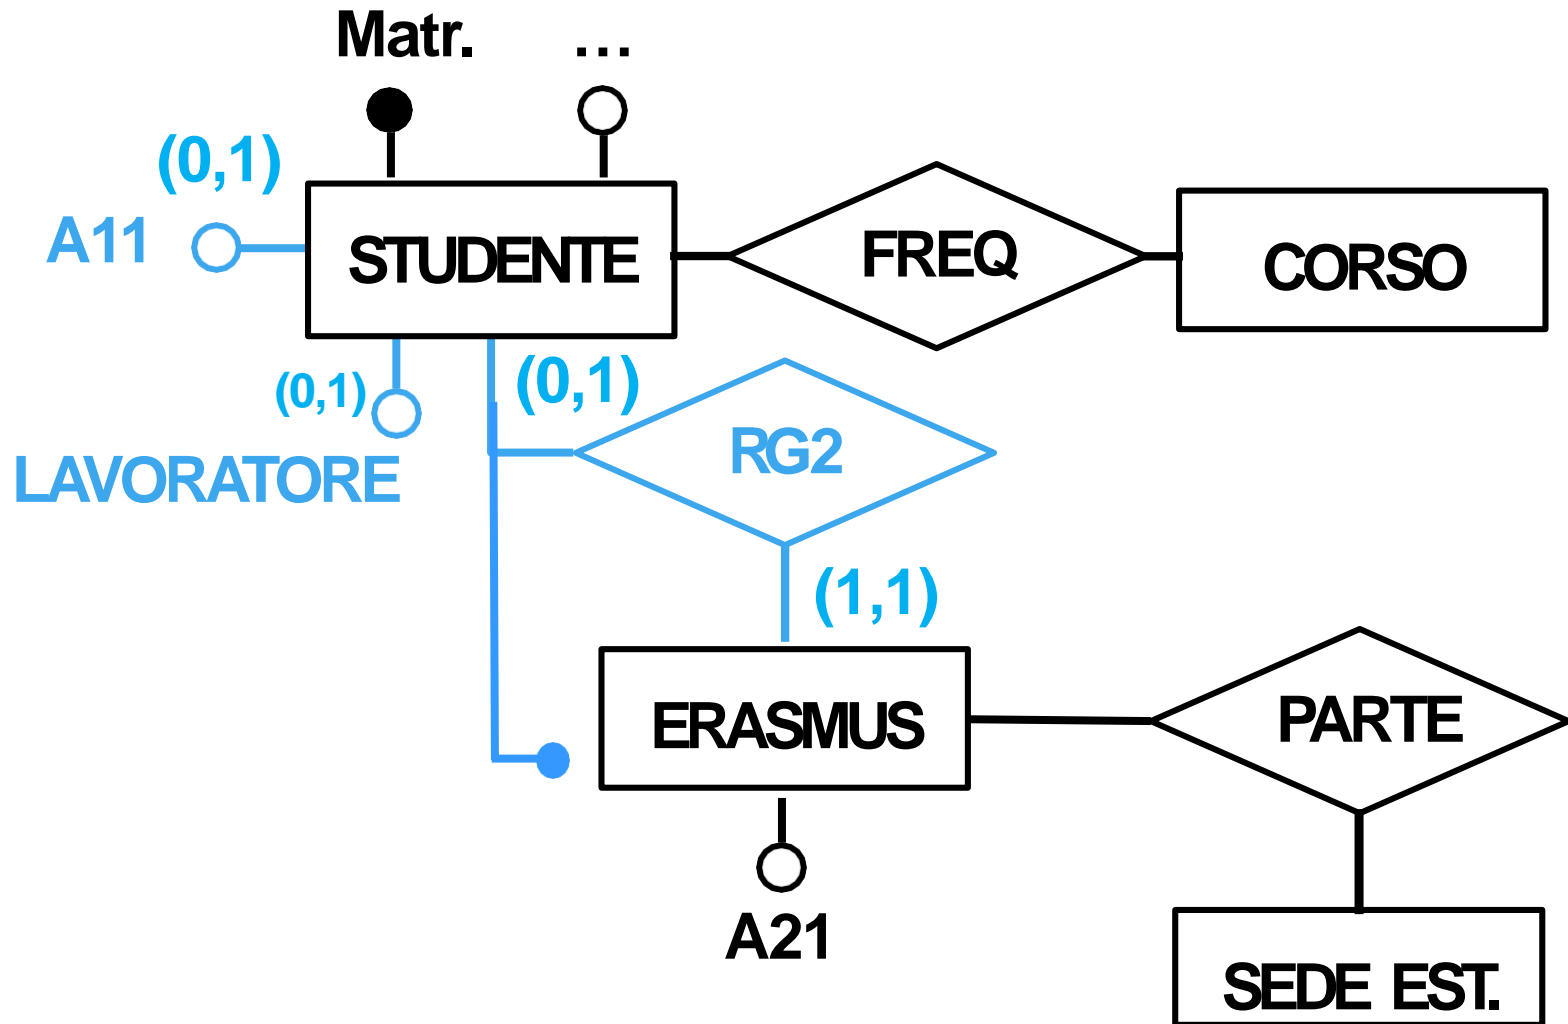 Matr. ...
(0,1)
A11
STUDENTE
FREQ
CORSO
(0,1)
(0,1)
LAVORATORE
RG2
(1,1)
ERASMUS
PARTE
A21
SEDE EST.